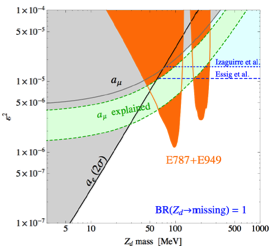 1×10⁻⁴
5×10⁻⁵
1×10⁻⁵
5×10⁻⁶
1×10⁻⁶
5×10⁻⁷
1×10⁻⁷
ε²
aμ
Izaguirre et al.
Essig et al.
aμ explained
aₑ (2σ)
E787+E949
BR(Z_d→missing) = 1
5 10 50 100 500 1000
Z_d mass [MeV]